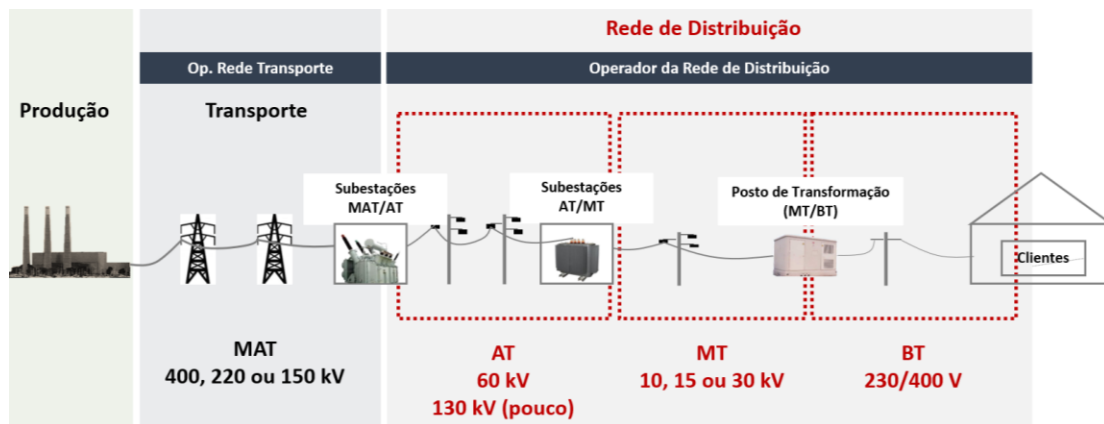 Rede de Distribuição
Op. Rede Transporte
Operador da Rede de Distribuição
Produção
Transporte
Subestações
MAT/AT
Subestações
AT/MT
Posto de Transformação
(MT/BT)
Clientes
MAT
400, 220 ou 150 kV
AT
60 kV
130 kV (pouco)
MT
10, 15 ou 30 kV
BT
230/400 V